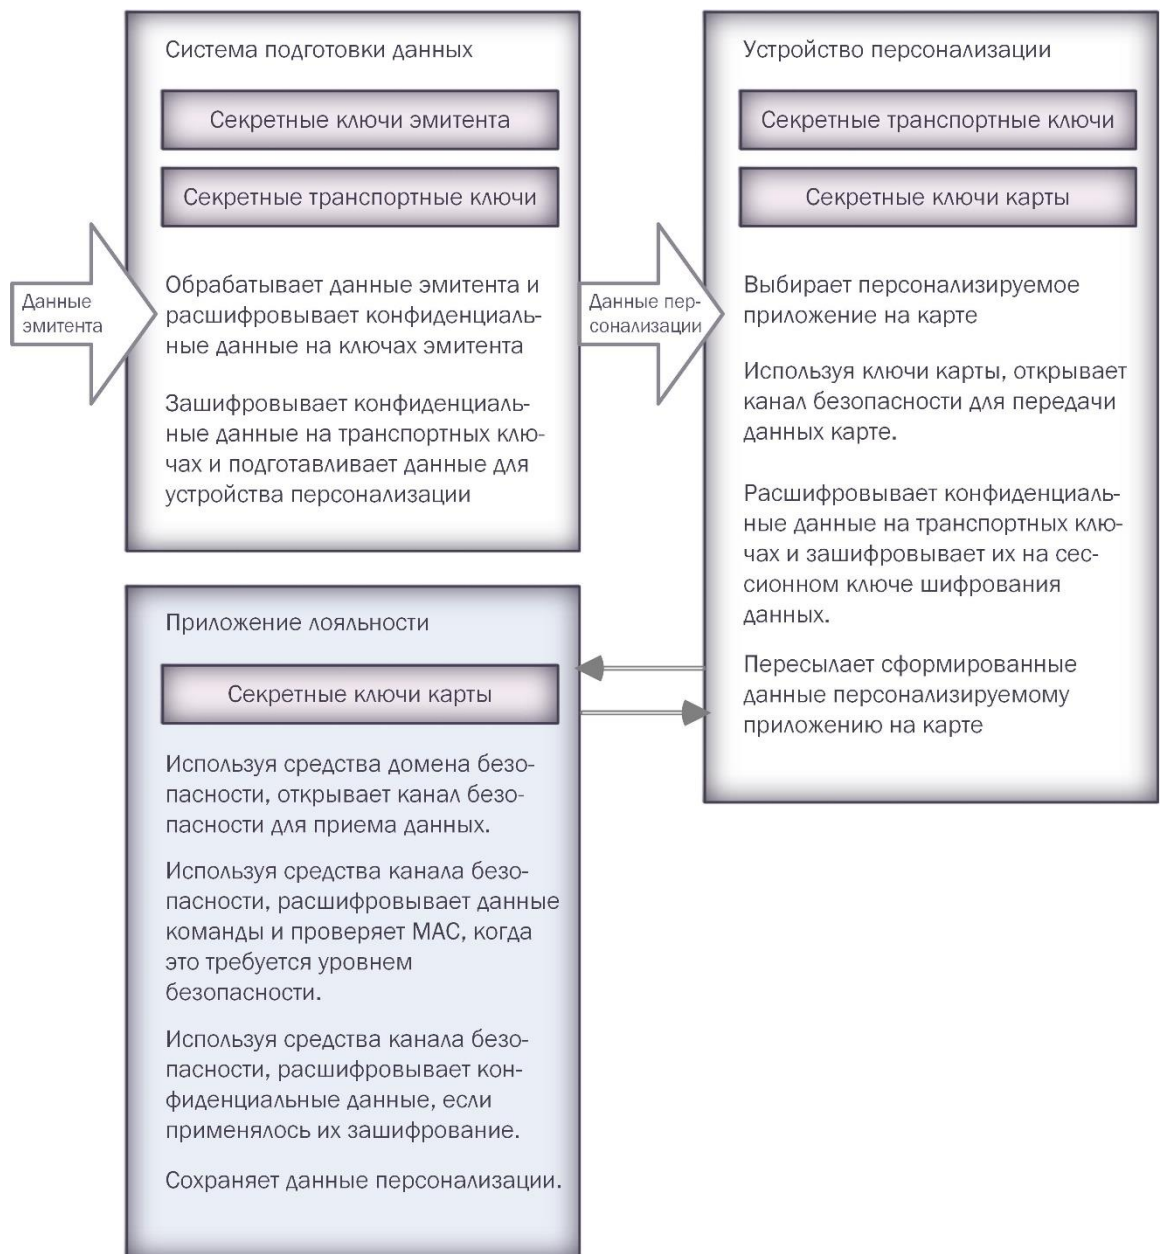 Система подготовки данных
Секретные ключи эмитента
Секретные транспортные ключи
Данные
эмитента
Обрабатывает данные эмитента и
расшифровывает конфиденциаль-
ные данные на ключах эмитента
Зашифровывает конфиденциаль-
ные данные на транспортных клю-
чах и подготавливает данные для
устройства персонализации
Данные пер-
сонализации
Устройство персонализации
Секретные транспортные ключи
Секретные ключи карты
Выбирает персонализируемое
приложение на карте
Используя ключи карты, открывает
канал безопасности для передачи
данных карте.
Расшифровывает конфиденциаль-
ные данные на транспортных клю-
чах и зашифровывает их на сес-
сионном ключе шифрования
данных.
Пересылает сформированные
данные персонализируемому
приложению на карте
Приложение лояльности
Секретные ключи карты
Используя средства домена безо-
пасности, открывает канал безо-
пасности для приема данных.
Используя средства канала безо-
пасности, расшифровывает данные
команды и проверяет MAC, когда
это требуется уровнем
безопасности.
Используя средства канала безо-
пасности, расшифровывает кон-
фиденциальные данные, если
применялось их зашифрование.
Сохраняет данные персонализации.